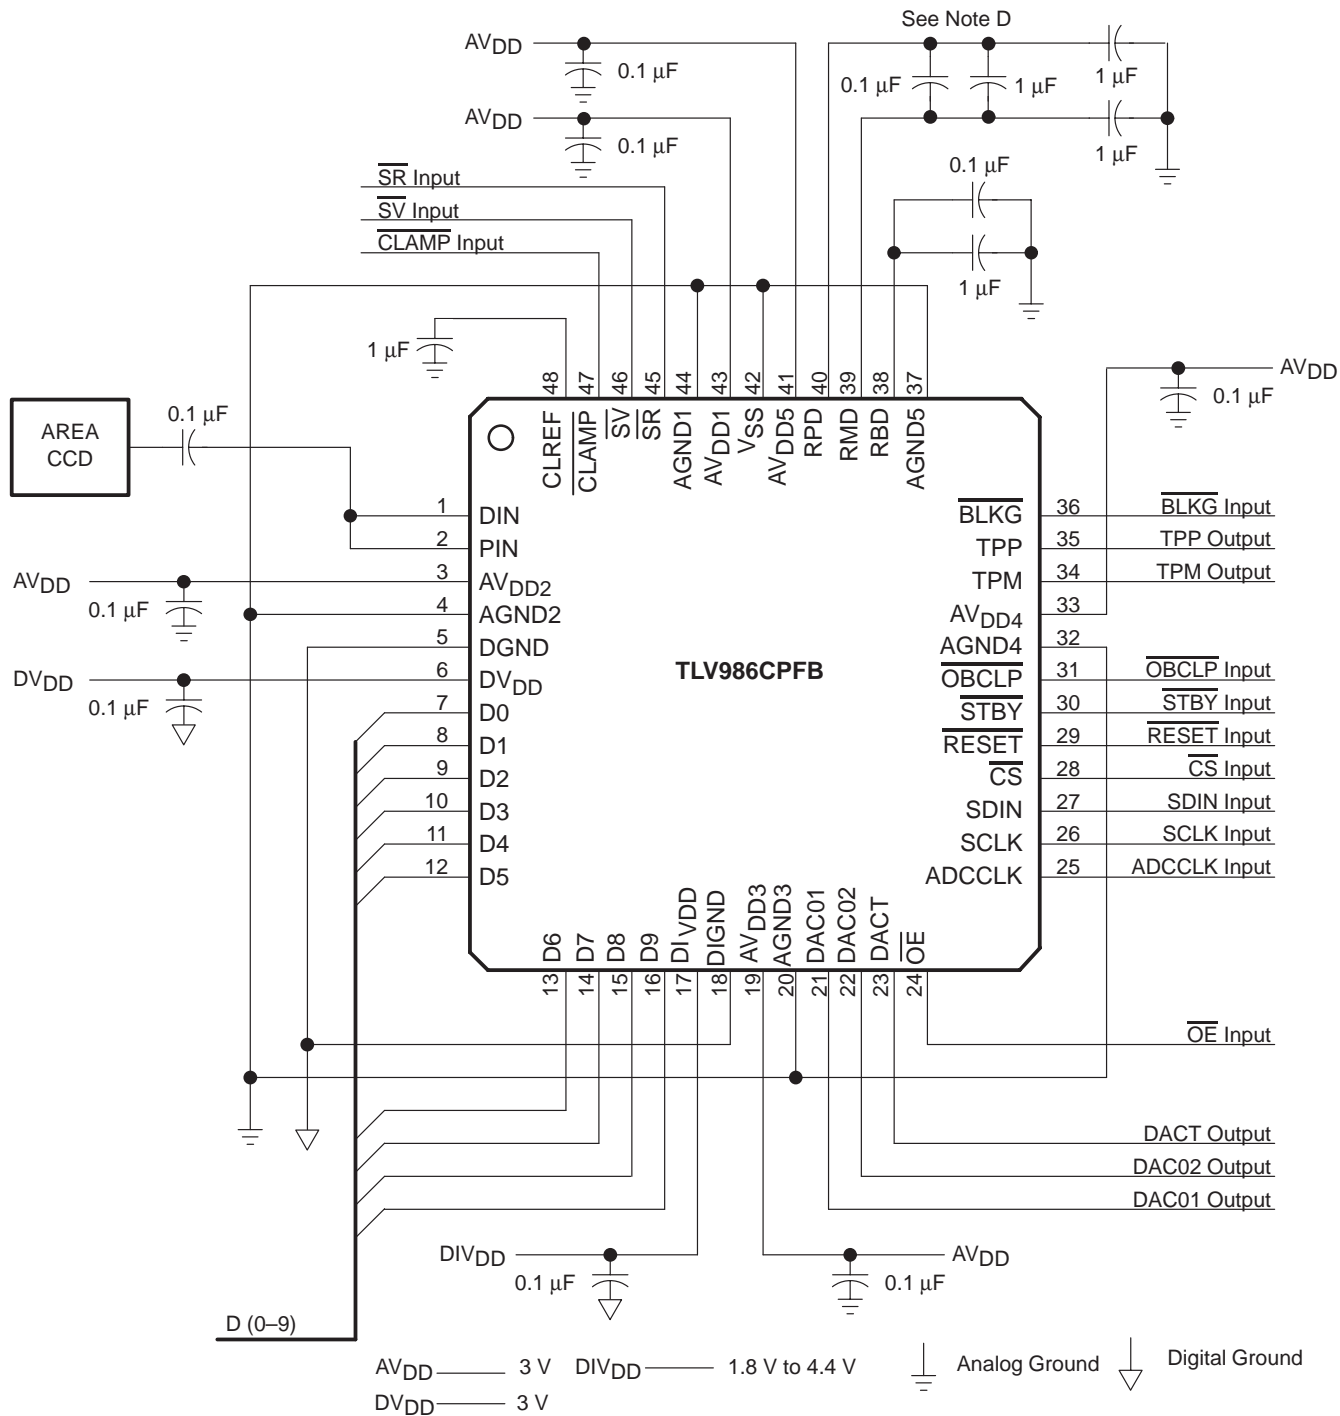 See Note D
AVDD
0.1 µF
0.1 µF
1 µF
1 µF
AVDD
0.1 µF
1 µF
SR Input
SV Input
CLAMP Input
0.1 µF
1 µF
1 µF
48
47
46
45
44
43
42
41
40
39
38
37
CLREF
CLAMP
SV
SR
AGND1
AVDD1
VSS
AVDD5
RPD
RMD
RBD
AGND5
AVDD
0.1 µF
AREA
CCD
0.1 µF
1 DIN
2 PIN
AVDD
0.1 µF
3 AVDD2
4 AGND2
5 DGND
DVDD
0.1 µF
6 DVDD
7 D0
8 D1
9 D2
10 D3
11 D4
12 D5
TLV986CPFB
BLKG 36 BLKG Input
TPP 35 TPP Output
TPM 34 TPM Output
AVDD4 33
AGND4 32
OBCLP 31 OBCLP Input
STBY 30 STBY Input
RESET 29 RESET Input
CS 28 CS Input
SDIN 27 SDIN Input
SCLK 26 SCLK Input
ADCCLK 25 ADCCLK Input
D6
D7
D8
D9
DIVDD
DIGND
AVDD3
AGND3
DAC01
DAC02
DACT
OE
13
14
15
16
17
18
19
20
21
22
23
24
OE Input
DACT Output
DAC02 Output
DAC01 Output
DIVDD
0.1 µF
AVDD
0.1 µF
D (0–9)
AVDD 3 V DIVDD 1.8 V to 4.4 V Analog Ground Digital Ground
DVDD 3 V